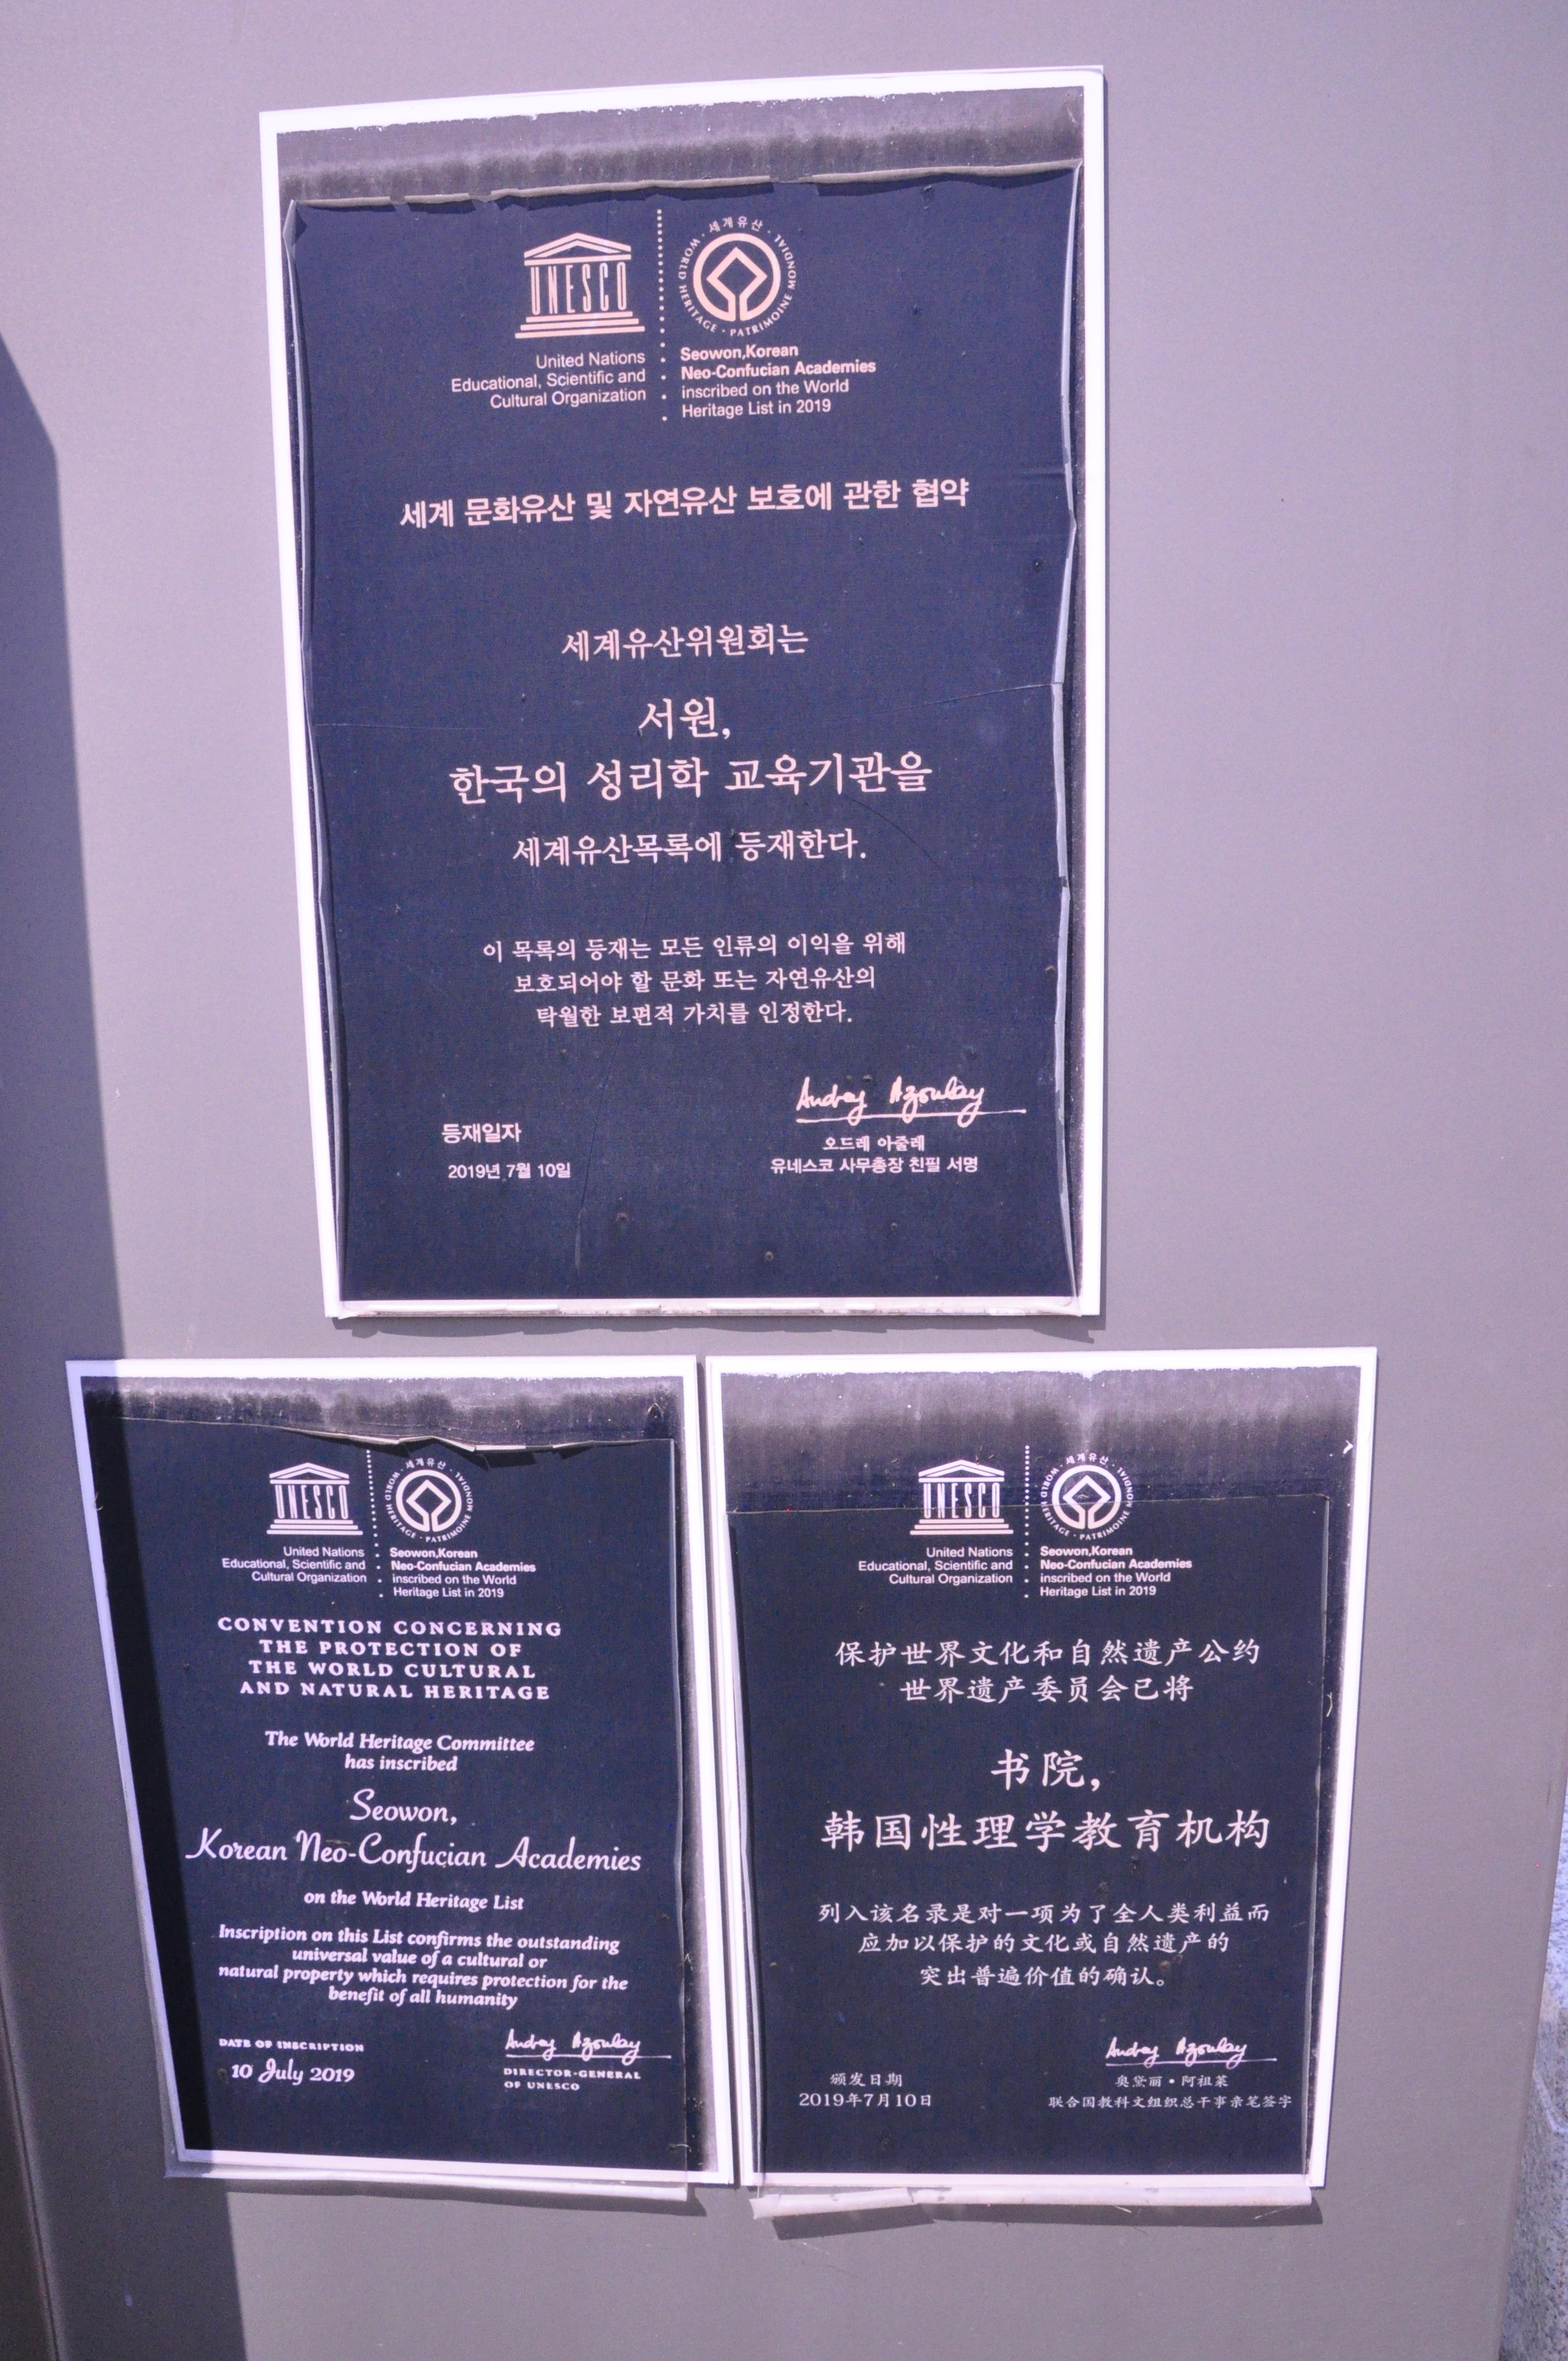 UNESCO
세계유산 · WORLD HERITAGE · PATRIMOINE MONDIAL ·
United Nations
Educational, Scientific and
Cultural Organization
Seowon,Korean
Neo-Confucian Academies
inscribed on the World
Heritage List in 2019
세계 문화유산 및 자연유산 보호에 관한 협약
세계유산위원회는
서원,
한국의 성리학 교육기관을
세계유산목록에 등재한다.
이 목록의 등재는 모든 인류의 이익을 위해
보호되어야 할 문화 또는 자연유산의
탁월한 보편적 가치를 인정한다.
등재일자
2019년 7월 10일
Audrey Azoulay
오드레 아줄레
유네스코 사무총장 친필 서명
UNESCO
세계유산 · WORLD HERITAGE · PATRIMOINE MONDIAL ·
United Nations
Educational, Scientific and
Cultural Organization
Seowon,Korean
Neo-Confucian Academies
inscribed on the World
Heritage List in 2019
CONVENTION CONCERNING
THE PROTECTION OF
THE WORLD CULTURAL
AND NATURAL HERITAGE
The World Heritage Committee
has inscribed
Seowon,
Korean Neo-Confucian Academies
on the World Heritage List
Inscription on this List confirms the outstanding
universal value of a cultural or
natural property which requires protection for the
benefit of all humanity
DATE OF INSCRIPTION
10 July 2019
Audrey Azoulay
DIRECTOR-GENERAL
OF UNESCO
UNESCO
세계유산 · WORLD HERITAGE · PATRIMOINE MONDIAL ·
United Nations
Educational, Scientific and
Cultural Organization
Seowon,Korean
Neo-Confucian Academies
inscribed on the World
Heritage List in 2019
保护世界文化和自然遗产公约
世界遗产委员会已将
书院,
韩国性理学教育机构
列入该名录是对一项为了全人类利益而
应加以保护的文化或自然遗产的
突出普遍价值的确认。
颁发日期
2019年7月10日
Audrey Azoulay
奥黛丽·阿祖莱
联合国教科文组织总干事亲笔签字